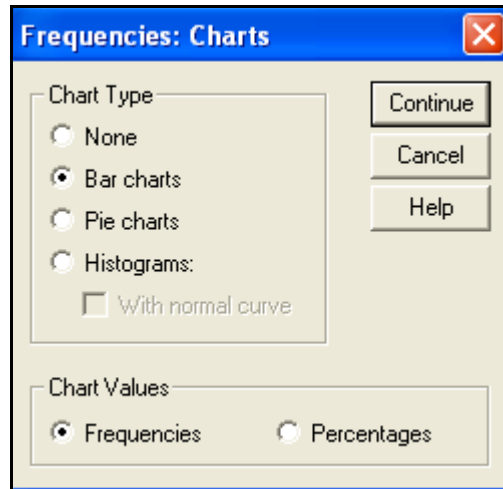 Frequencies: Charts
Chart Type
None
Bar charts
Pie charts
Histograms:
With normal curve
Continue
Cancel
Help
Chart Values
Frequencies
Percentages